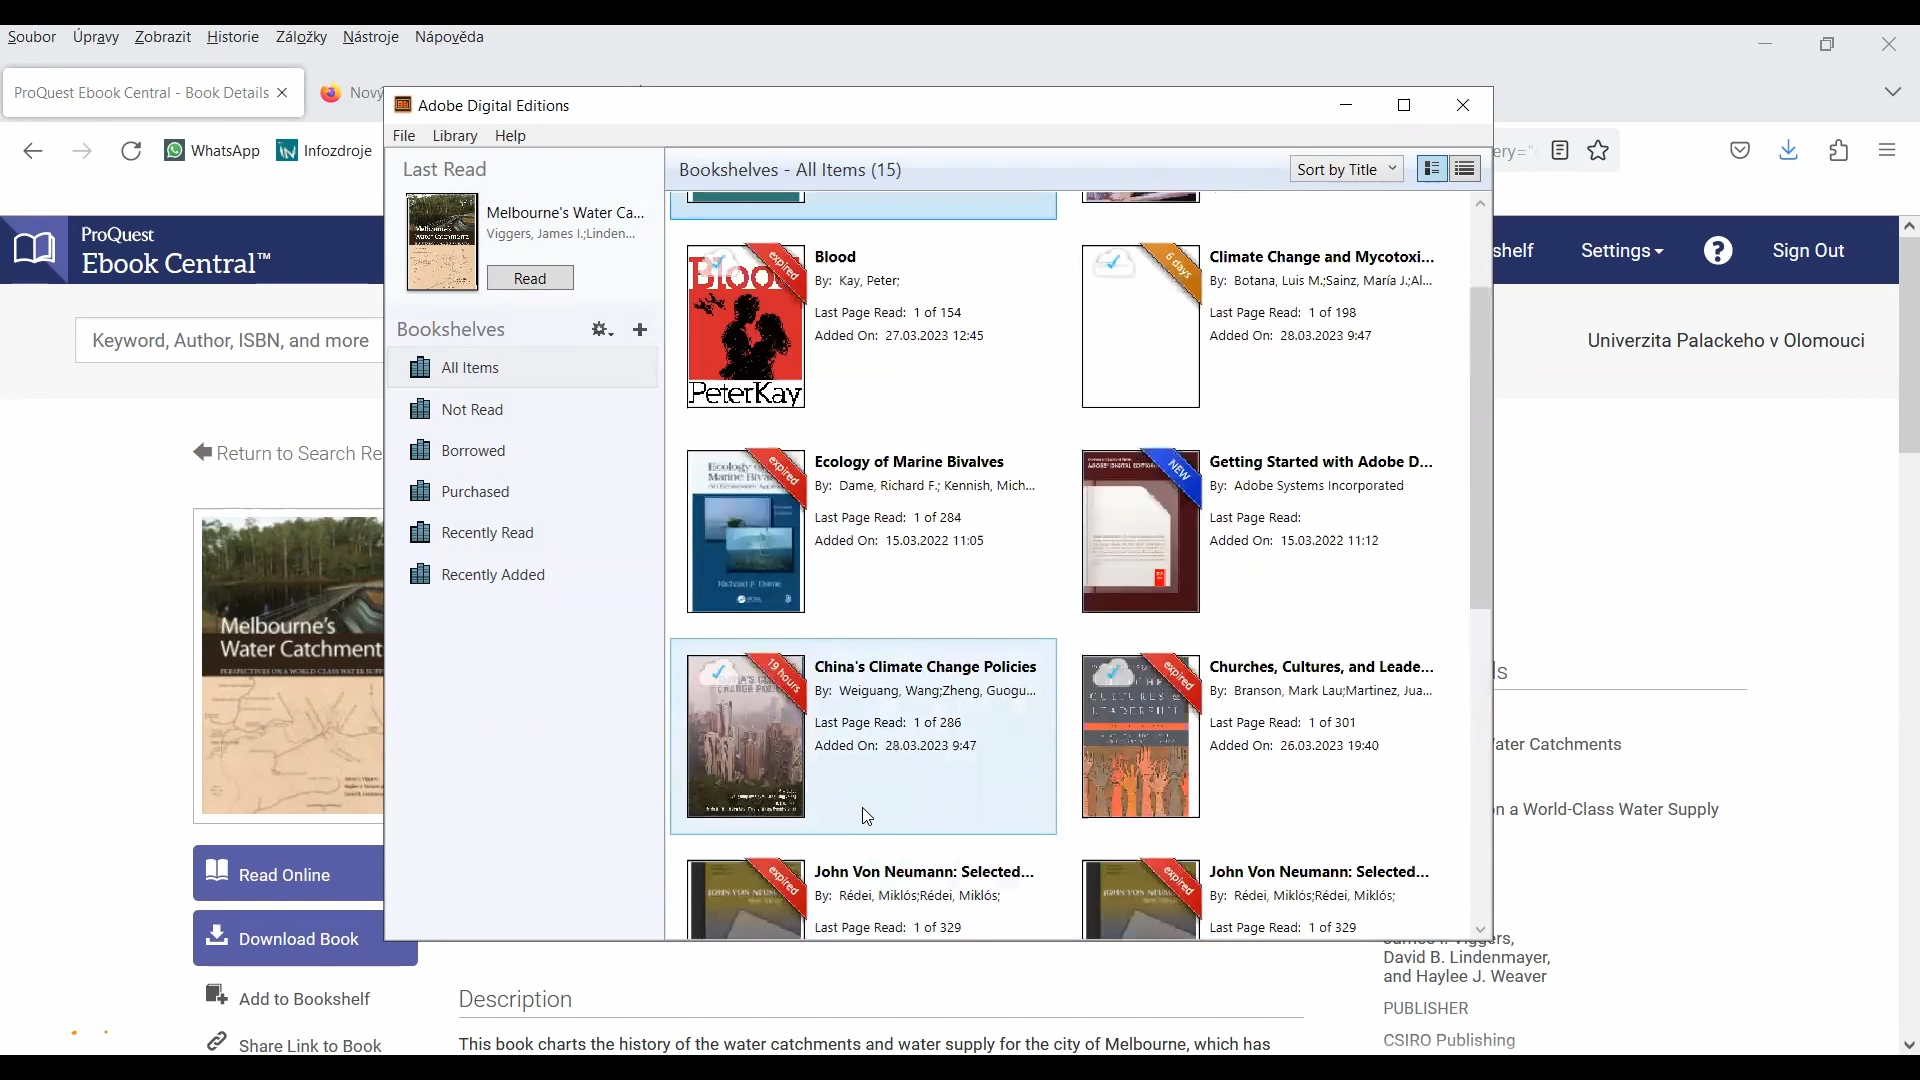 Soubor Úpravy Zobrazit Historie Záložky Nástroje Nápověda
ProQuest Ebook Central - Book Details
Nový
WhatsApp
Infozdroje
ery="
Adobe Digital Editions
File Library Help
Last Read
Melbourne's Water Ca...
Viggers, James I.;Linden...
Read
Bookshelves
All Items
Not Read
Borrowed
Purchased
Recently Read
Recently Added
Bookshelves - All Items (15)
Sort by Title
Blood
By: Kay, Peter;
Last Page Read: 1 of 154
Added On: 27.03.2023 12:45
expired
Blood
Peter Kay
Climate Change and Mycotoxi...
By: Botana, Luis M.;Sainz, María J.;Al...
Last Page Read: 1 of 198
Added On: 28.03.2023 9:47
6 days
Ecology of Marine Bivalves
By: Dame, Richard F.; Kennish, Mich...
Last Page Read: 1 of 284
Added On: 15.03.2022 11:05
expired
Getting Started with Adobe D...
By: Adobe Systems Incorporated
Last Page Read:
Added On: 15.03.2022 11:12
NEW
China's Climate Change Policies
By: Weiguang, Wang;Zheng, Guogu...
Last Page Read: 1 of 286
Added On: 28.03.2023 9:47
19 hours
Churches, Cultures, and Leade...
By: Branson, Mark Lau;Martinez, Jua...
Last Page Read: 1 of 301
Added On: 26.03.2023 19:40
expired
John Von Neumann: Selected...
By: Rédei, Miklós;Rédei, Miklós;
Last Page Read: 1 of 329
expired
John Von Neumann: Selected...
By: Rédei, Miklós;Rédei, Miklós;
Last Page Read: 1 of 329
expired
ProQuest
Ebook Central™
shelf
Settings
?
Sign Out
Keyword, Author, ISBN, and more
Univerzita Palackeho v Olomouci
Return to Search Re
Melbourne's
Water Catchment
Read Online
Download Book
Add to Bookshelf
Share Link to Book
ls
ater Catchments
n a World-Class Water Supply
David B. Lindenmayer,
and Haylee J. Weaver
PUBLISHER
CSIRO Publishing
Description
This book charts the history of the water catchments and water supply for the city of Melbourne, which has